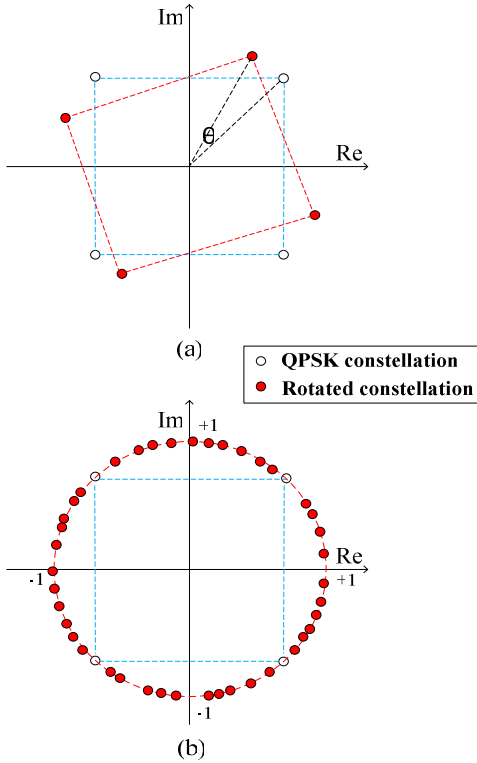 Im
θ
Re
(a)
QPSK constellation
Rotated constellation
Im
+1
Re
-1
+1
-1
(b)